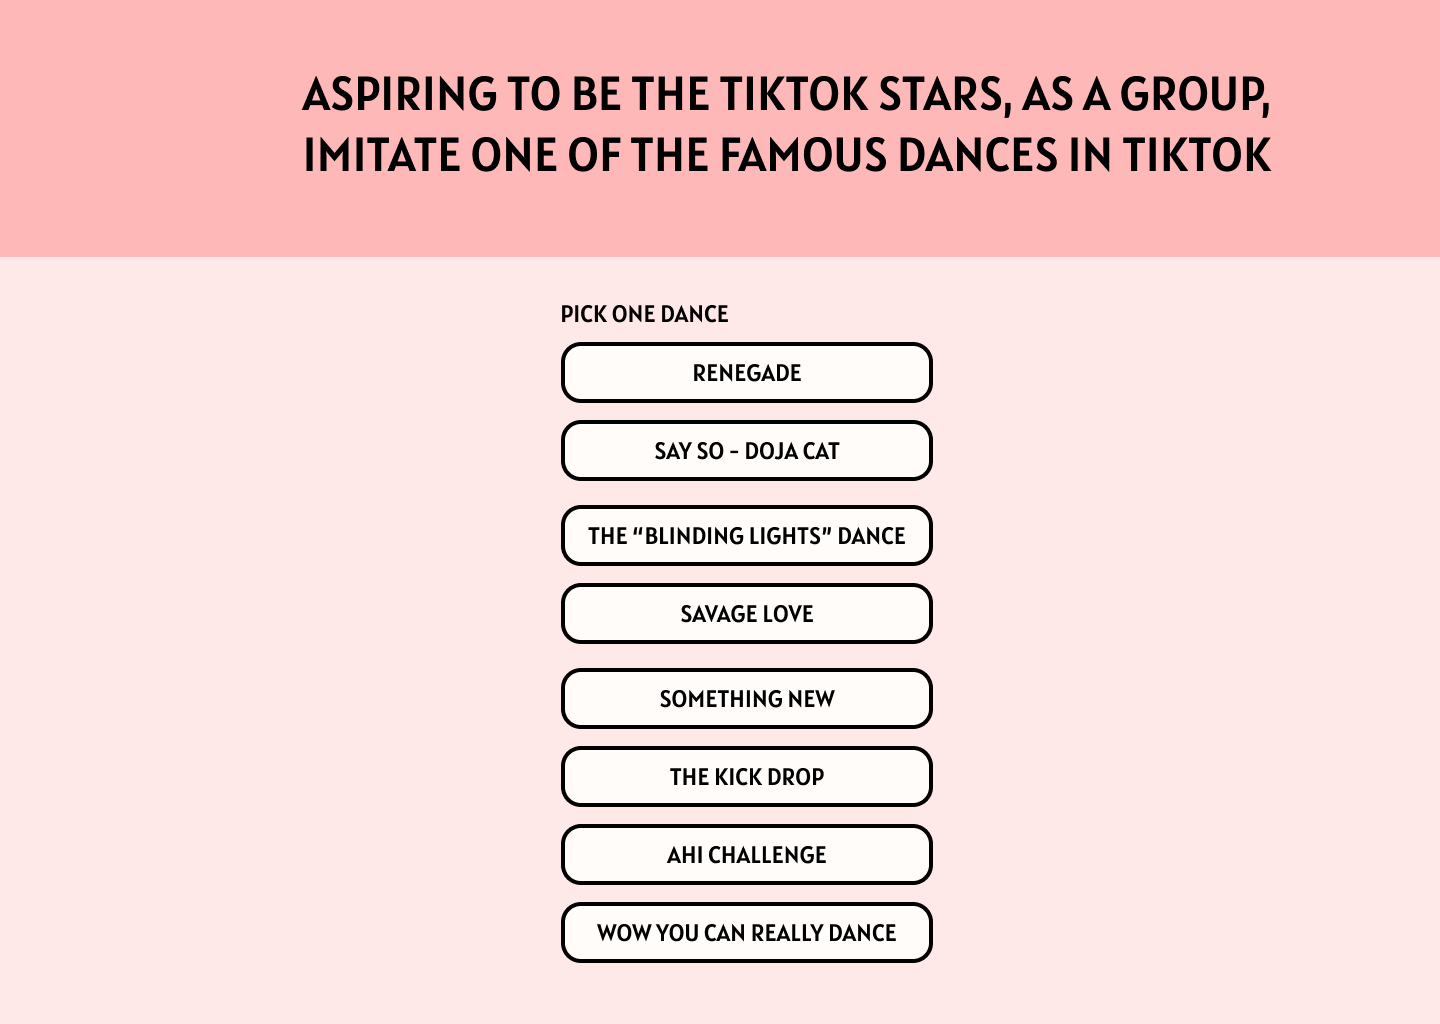 ASPIRING TO BE THE TIKTOK STARS, AS A GROUP,
IMITATE ONE OF THE FAMOUS DANCES IN TIKTOK
PICK ONE DANCE
RENEGADE
SAY SO - DOJA CAT
THE “BLINDING LIGHTS” DANCE
SAVAGE LOVE
SOMETHING NEW
THE KICK DROP
AHI CHALLENGE
WOW YOU CAN REALLY DANCE